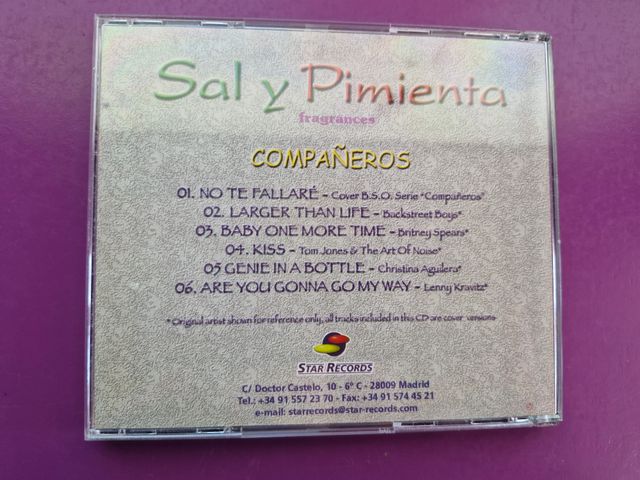 Sal y Pimienta
fragrances
COMPAÑEROS
01. NO TE FALLARÉ - Cover B.S.O. Serie "Compañeros"
02. LARGER THAN LIFE - Backstreet Boys*
03. BABY ONE MORE TIME - Britney Spears*
04. KISS - Tom Jones & The Art Of Noise*
05 GENIE IN A BOTTLE - Christina Aguilera*
06. ARE YOU GONNA GO MY WAY - Lenny Kravitz*
* Original artist shown for reference only, all tracks included in this CD are cover versions
STAR RECORDS
C/ Doctor Castelo, 10 - 6º C - 28009 Madrid
Tel.: +34 91 557 23 70 - Fax: +34 91 574 45 21
e-mail: starrecords@star-records.com